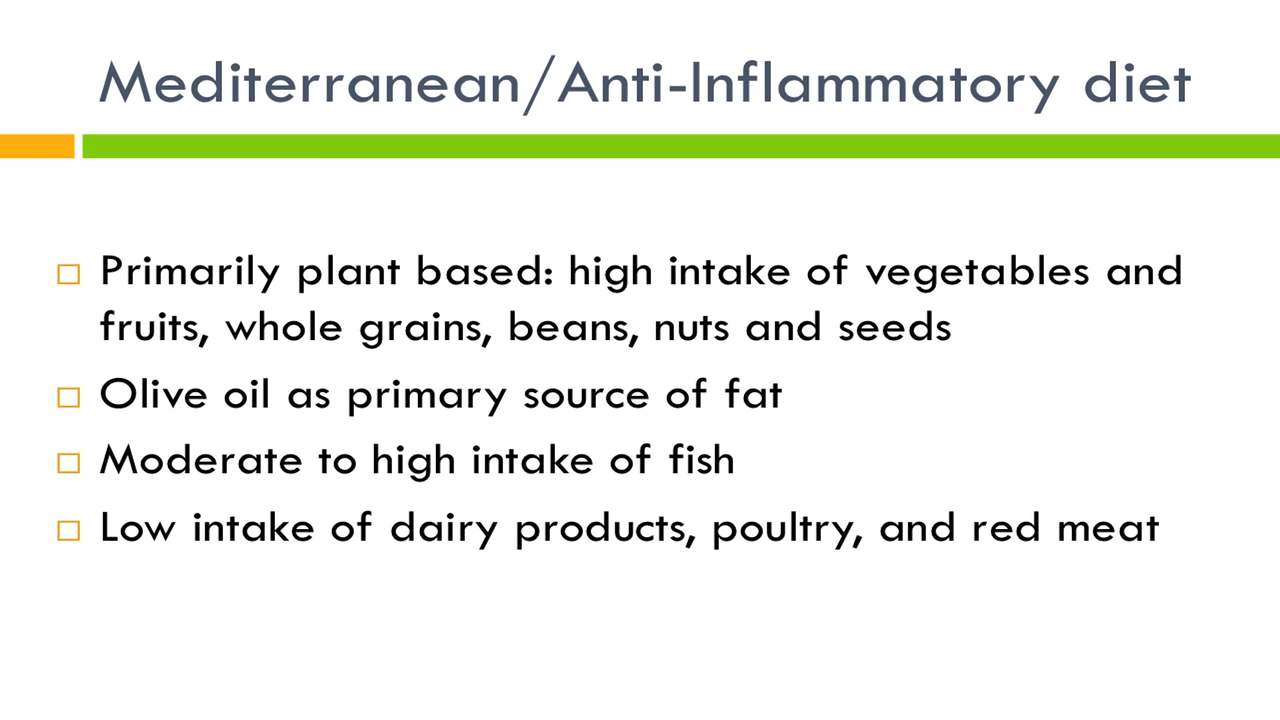 Mediterranean/Anti-Inflammatory diet
Primarily plant based: high intake of vegetables and
fruits, whole grains, beans, nuts and seeds
Olive oil as primary source of fat
Moderate to high intake of fish
Low intake of dairy products, poultry, and red meat